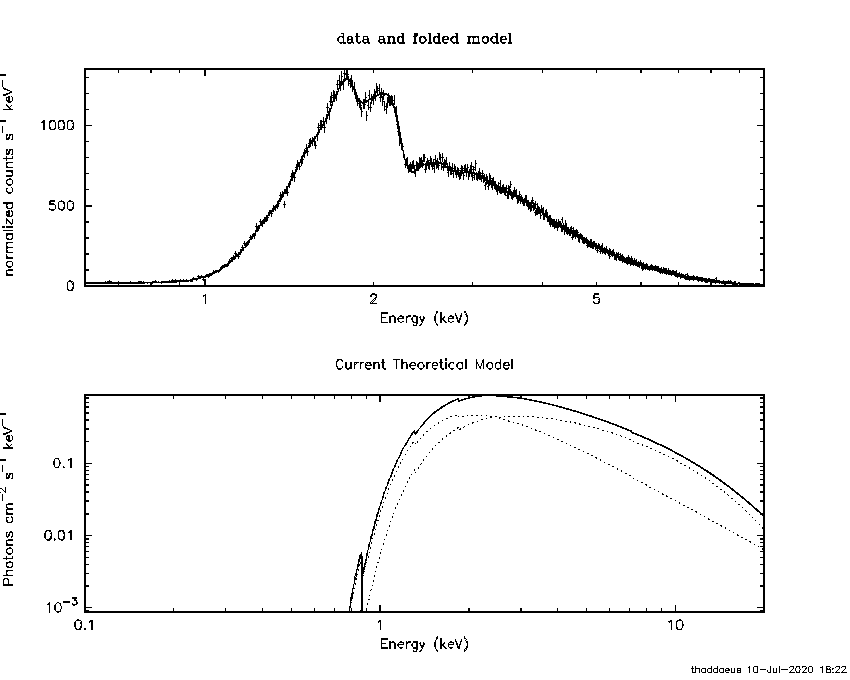 data and folded model
normalized counts s⁻¹ keV⁻¹
1000
500
0
1 2 5
Energy (keV)
Current Theoretical Model
Photons cm⁻² s⁻¹ keV⁻¹
0.1
0.01
10⁻³
0.1 1 10
Energy (keV)
thaddaeus 10-Jul-2020 18:22